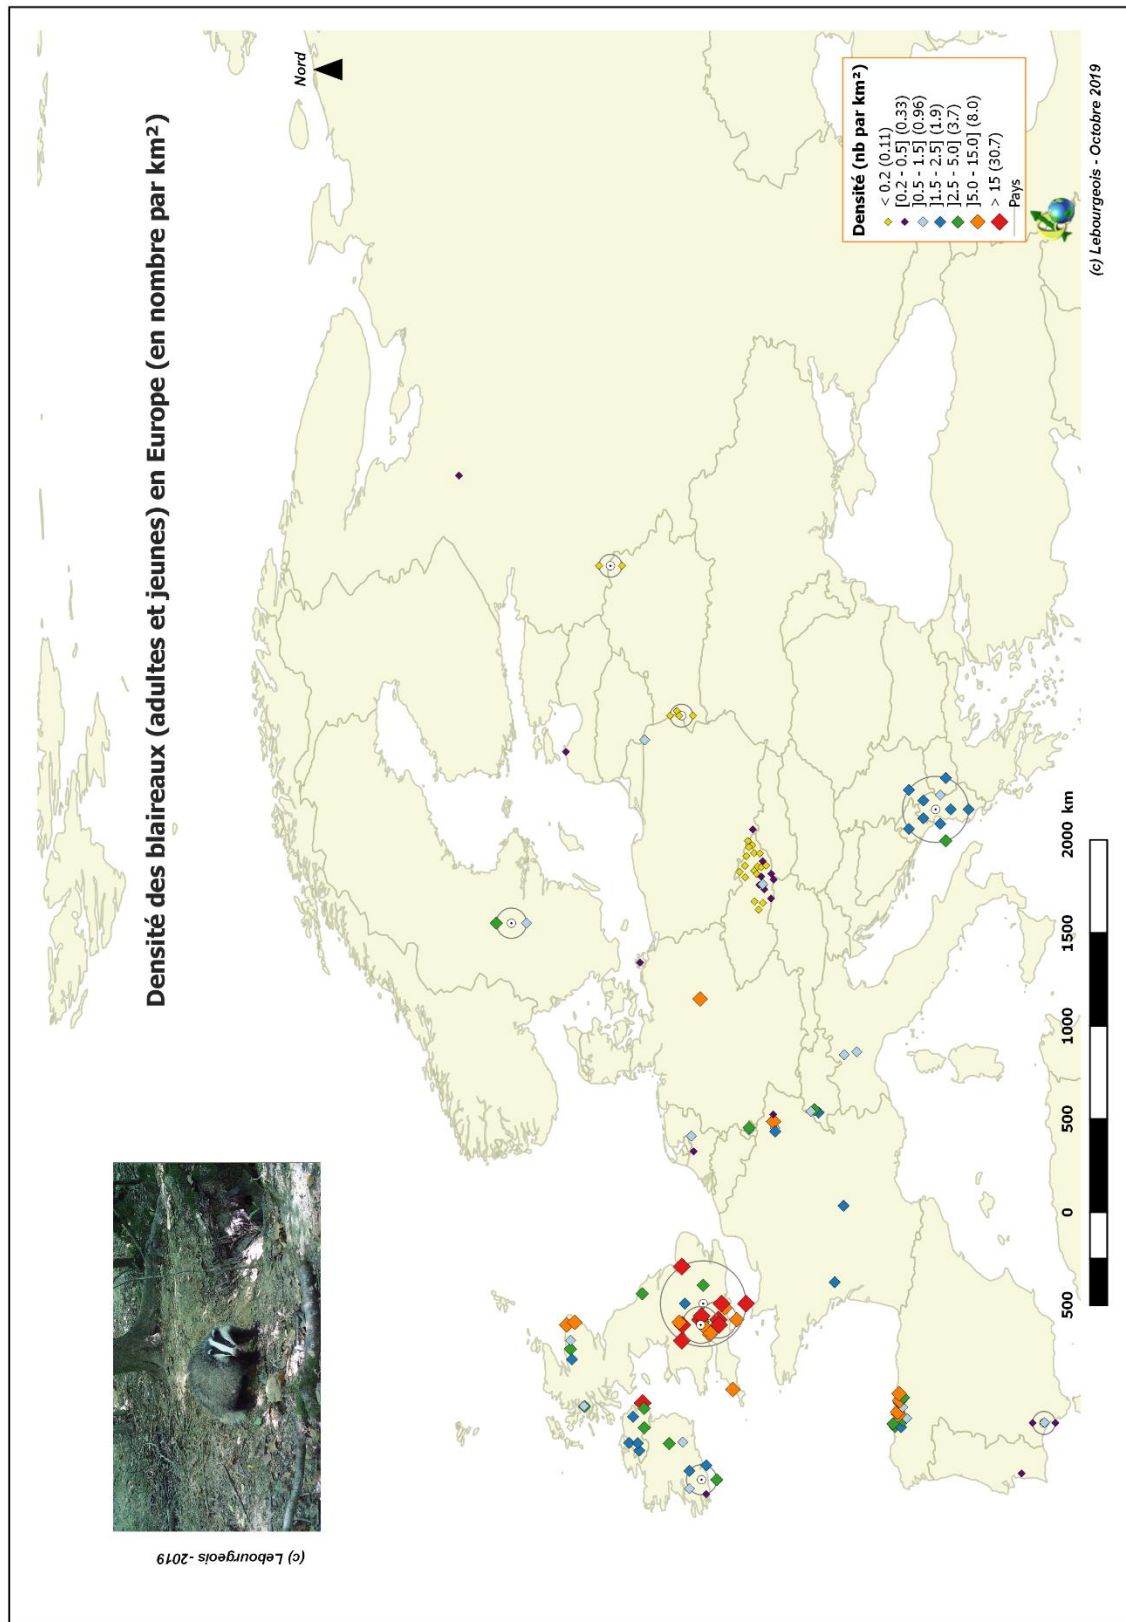 Densité des blaireaux (adultes et jeunes) en Europe (en nombre par km²)
Nord
Densité (nb par km²)
< 0.2 (0.11)
[0.2 - 0.5] (0.33)
]0.5 - 1.5] (0.96)
]1.5 - 2.5] (1.9)
]2.5 - 5.0] (3.7)
]5.0 - 15.0] (8.0)
> 15 (30.7)
Pays
(c) Lebourgeois - Octobre 2019
(c) Lebourgeois - 2019
500 0 500 1000 1500 2000 km